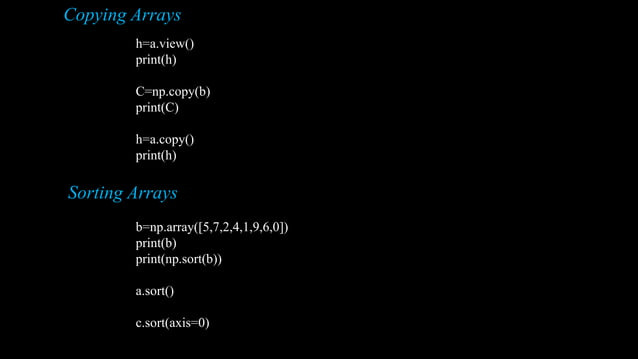 Copying Arrays
h=a.view()
print(h)
C=np.copy(b)
print(C)
h=a.copy()
print(h)
Sorting Arrays
b=np.array([5,7,2,4,1,9,6,0])
print(b)
print(np.sort(b))
a.sort()
c.sort(axis=0)